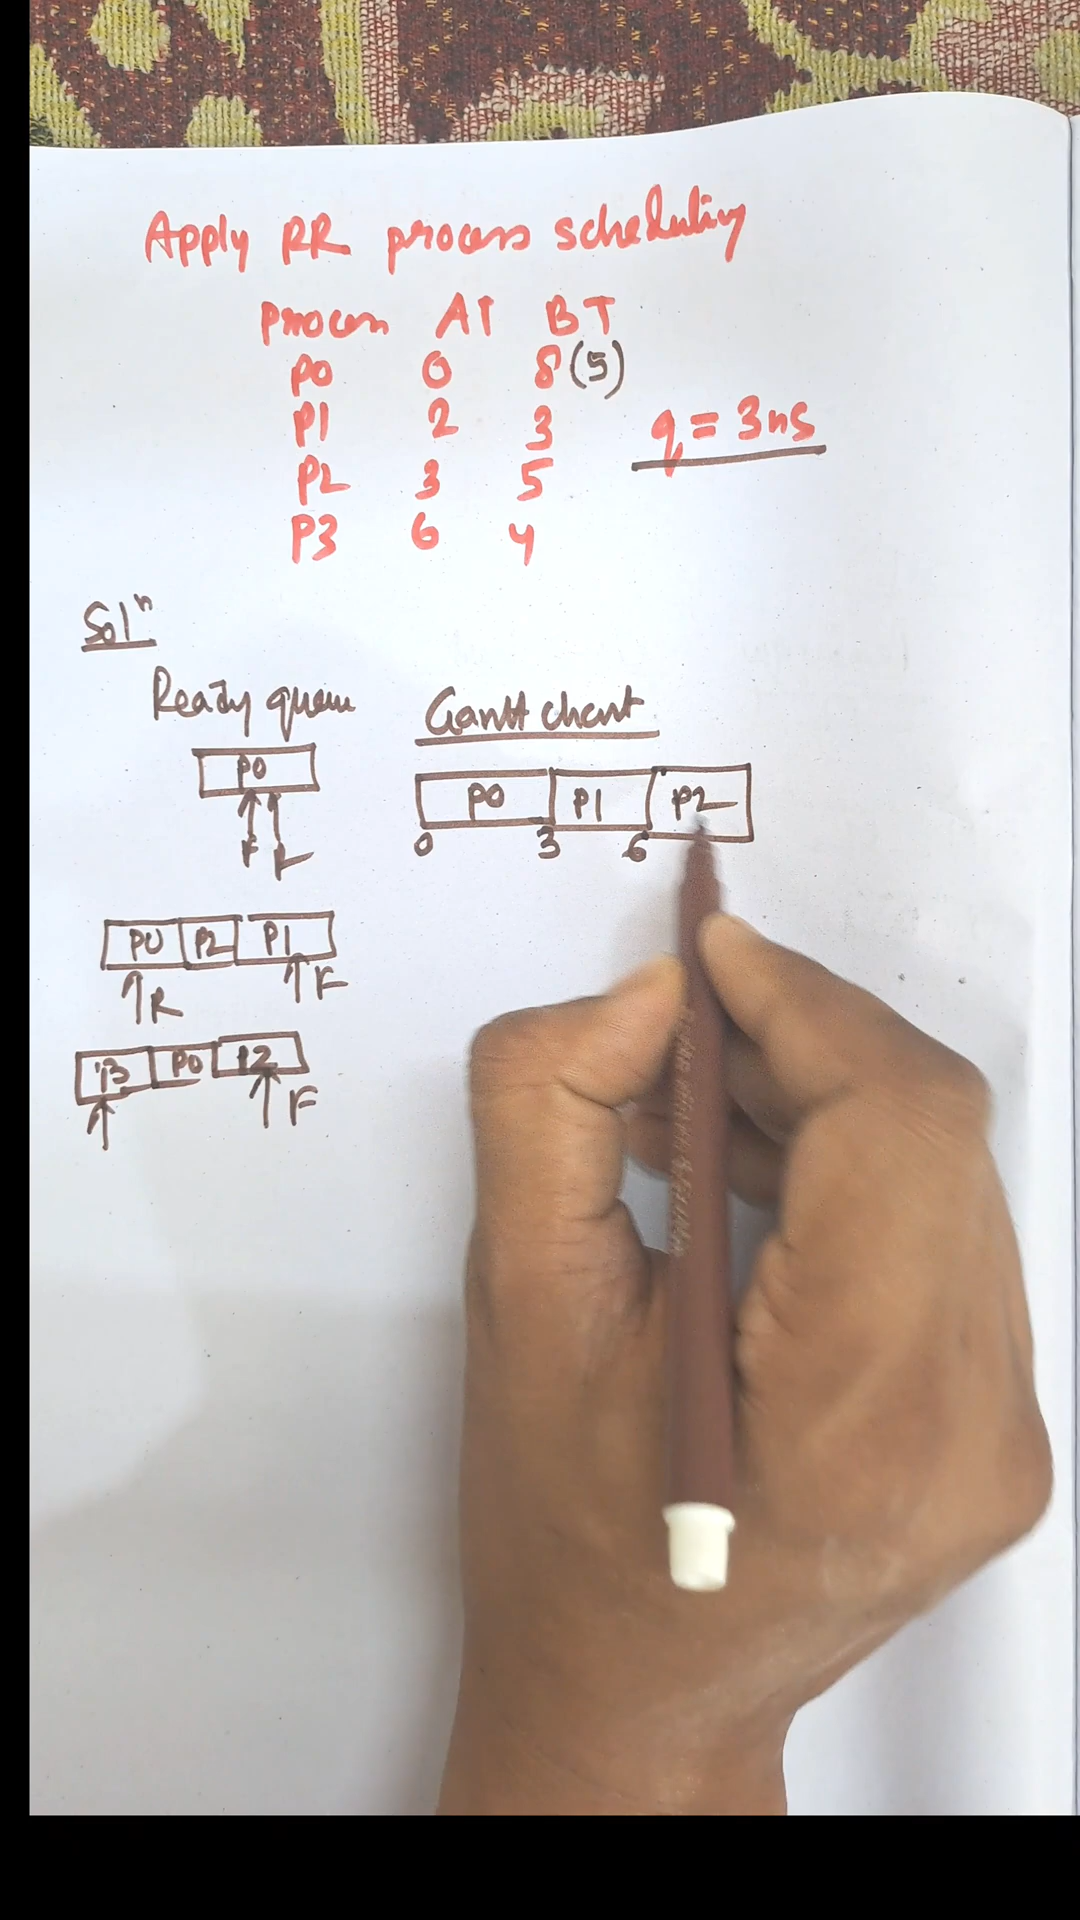 Apply RR process scheduling
Process AT BT
P0 0 8 (5)
P1 2 3 q = 3ns
P2 3 5
P3 6 4
Solⁿ
Ready queue Gantt chart
P0
F R
P0 P1 P2
0 3 6
P0 P2 P1
R F
P3 P0 P2
F